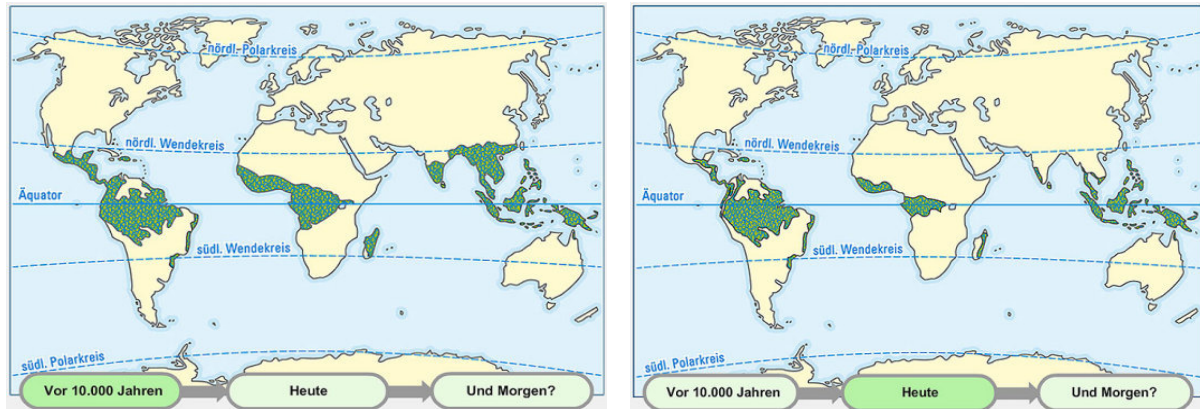 nördl. Polarkreis
nördl. Wendekreis
Äquator
südl. Wendekreis
südl. Polarkreis
Vor 10.000 Jahren
Heute
Und Morgen?
nördl. Polarkreis
nördl. Wendekreis
Äquator
südl. Wendekreis
südl. Polarkreis
Vor 10.000 Jahren
Heute
Und Morgen?